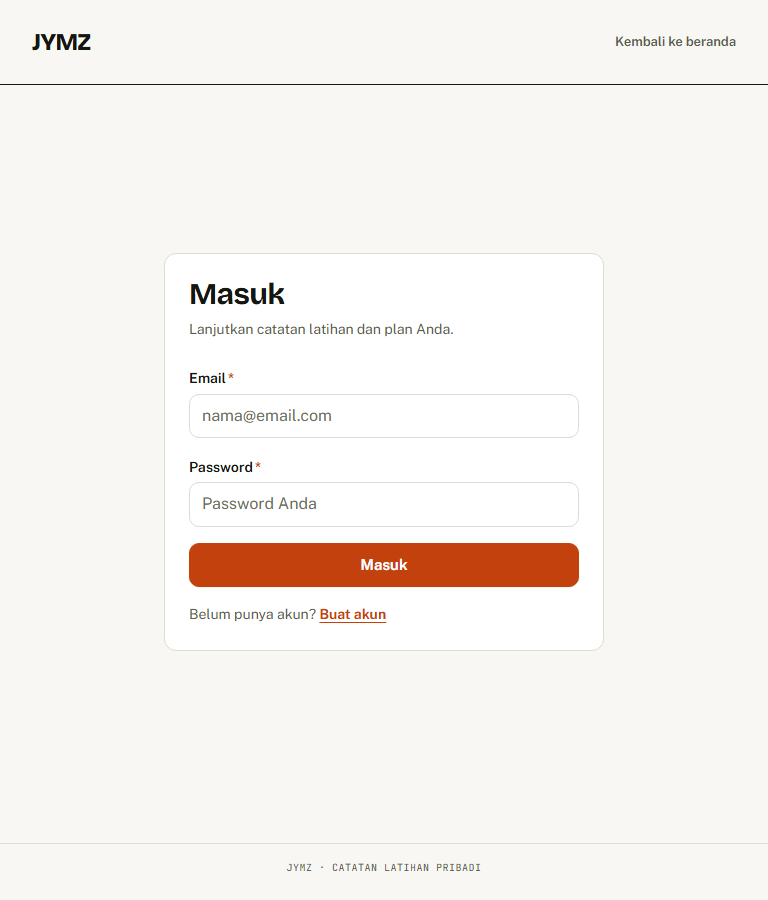 JYMZ
Kembali ke beranda
Masuk
Lanjutkan catatan latihan dan plan Anda.
Email *
nama@email.com
Password *
Password Anda
Masuk
Belum punya akun? Buat akun
JYMZ · CATATAN LATIHAN PRIBADI